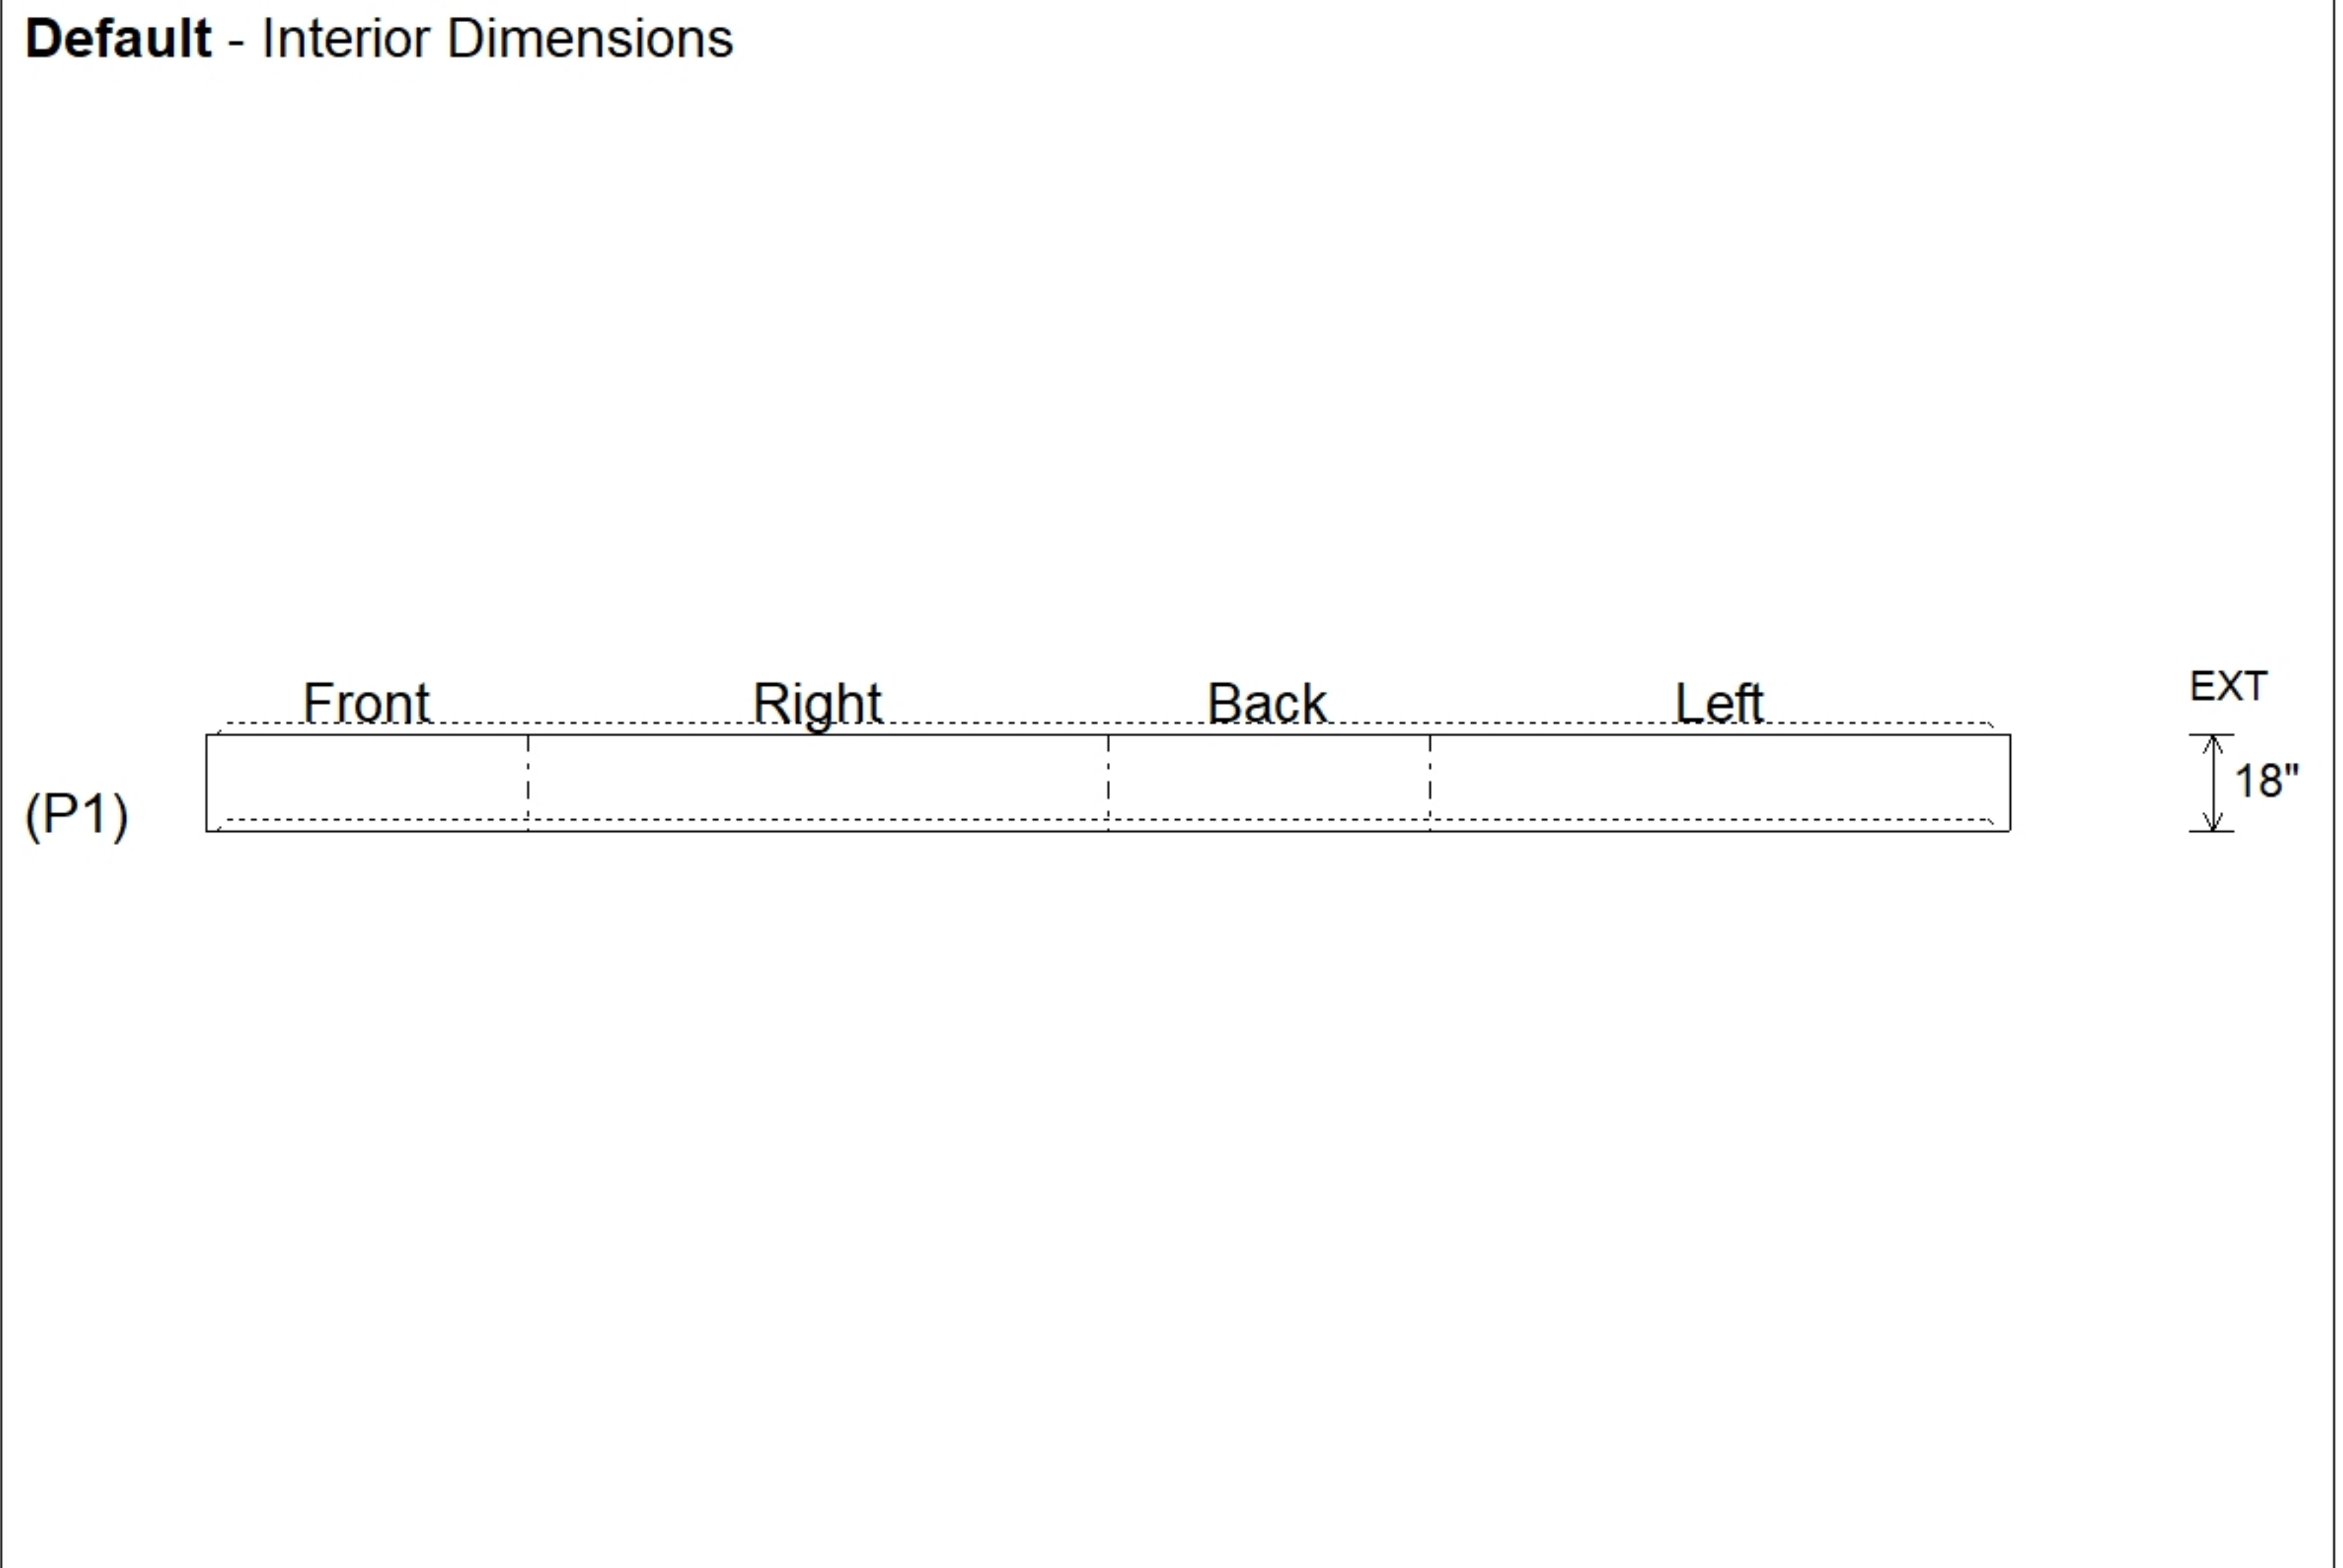 Default - Interior Dimensions
Front Right Back Left EXT
(P1) 18"